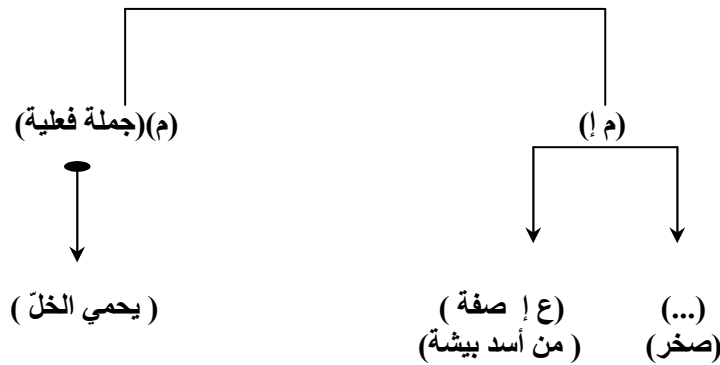 (م إ)
(م)(جملة فعلية)
(...)
(صخر)
(ع إ صفة )
( من أسد بيشة)
( يحمي الخلّ )